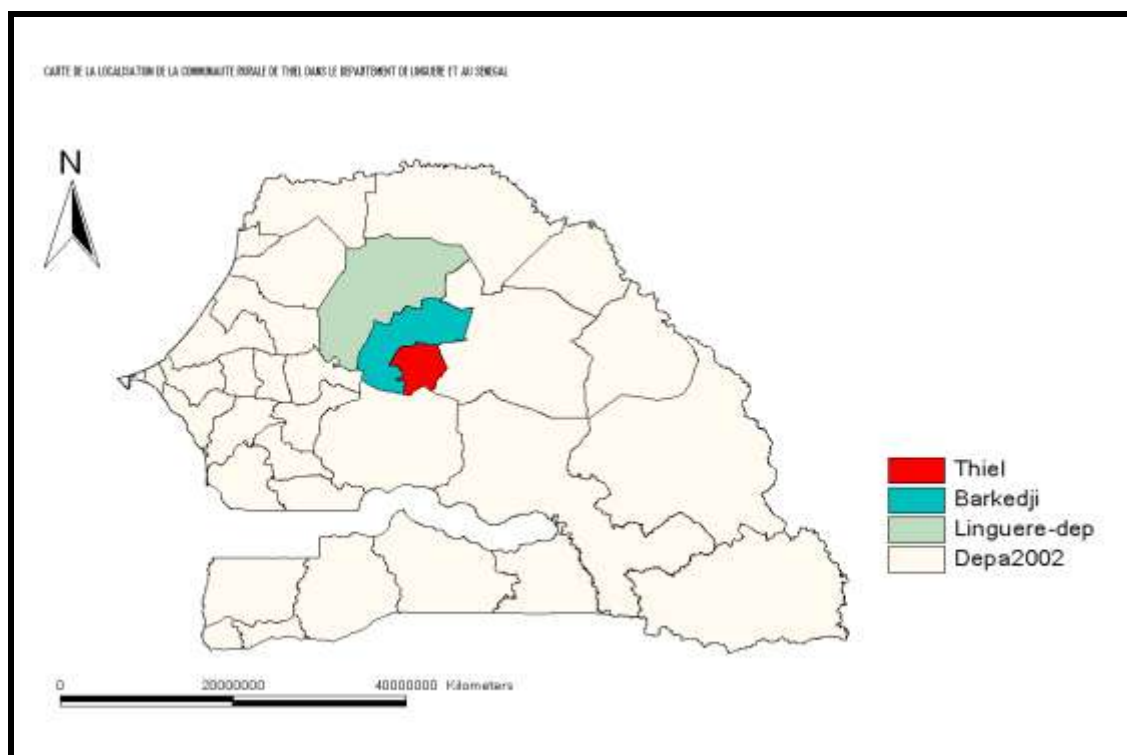 CARTE DE LA LOCALISATION DE LA COMMUNAUTE RURALE DE THIEL DANS LE DEPARTEMENT DE LINGUERE ET AU SENEGAL
N
Thiel
Barkedji
Linguere-dep
Depa2002
0 20000000 40000000 Kilometers